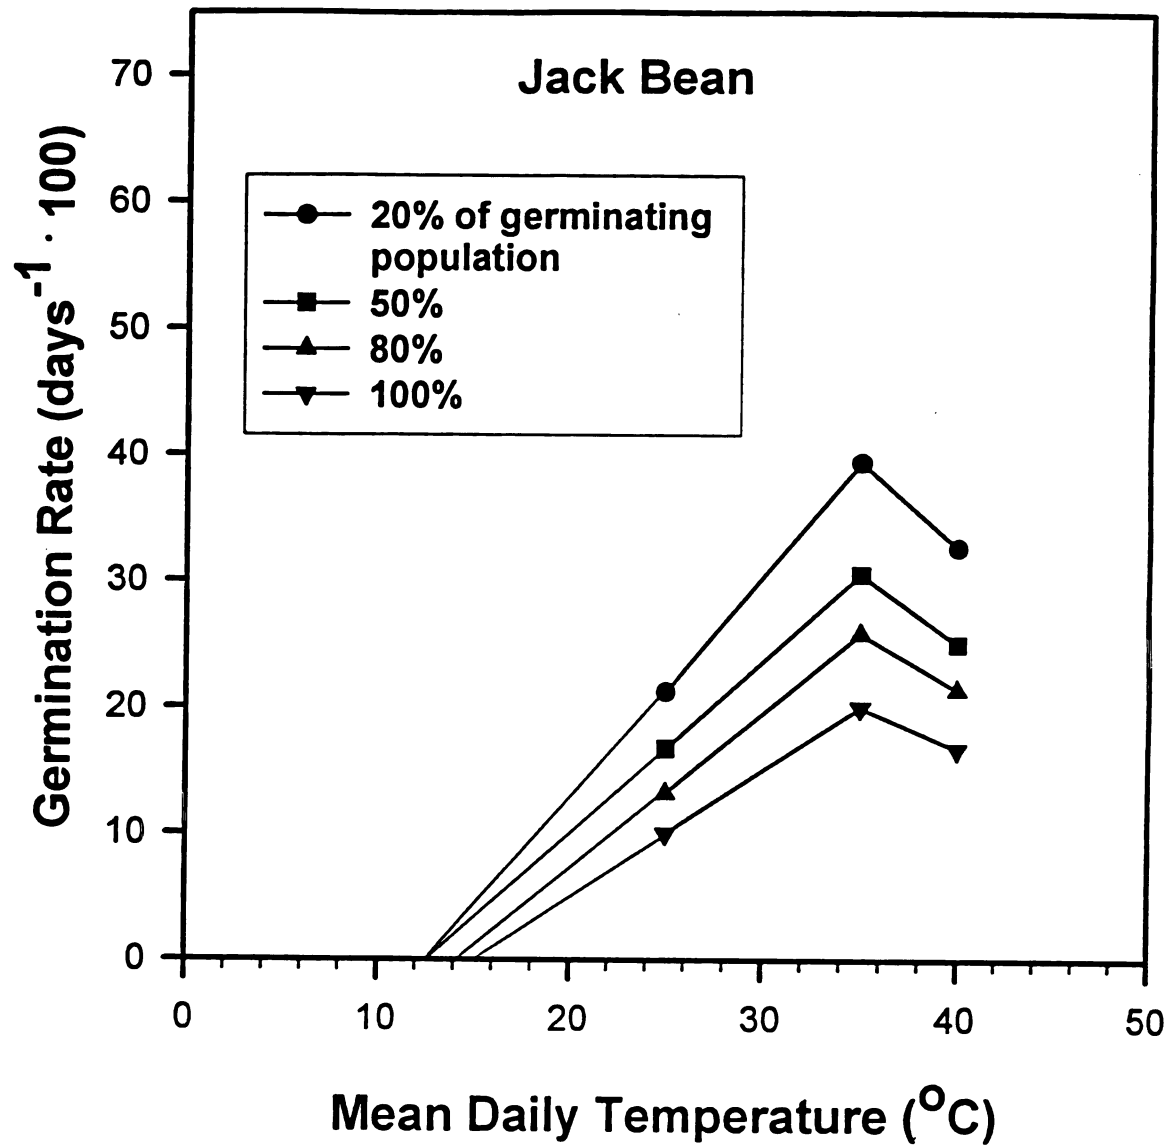 Jack Bean
70
60
50
40
30
20
10
0
Germination Rate (days⁻¹ · 100)
20% of germinating
population
50%
80%
100%
0 10 20 30 40 50
Mean Daily Temperature (°C)